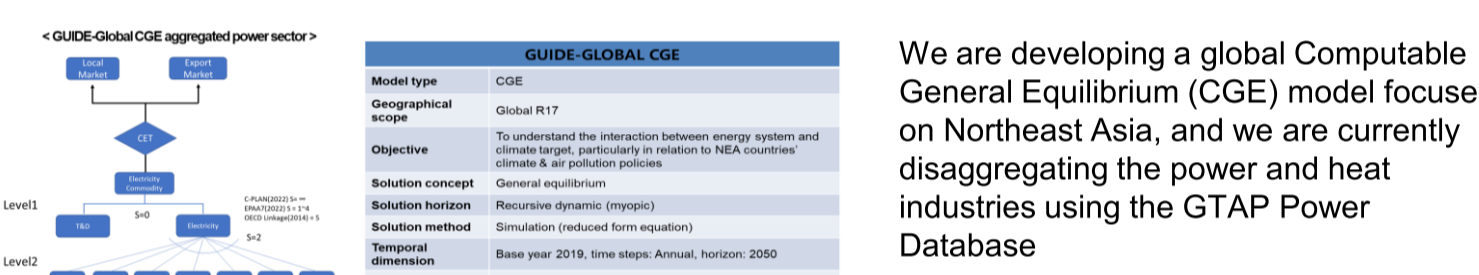 < GUIDE-Global CGE aggregated power sector >
Local
Market
Export
Market
CET
Electricity
Commodity
Level1
T&D
S=0
Electricity
C-PLAN(2022) S= ∞
EPAA7(2022) S = 1~4
OECD Linkage(2014) = 5
S=2
Level2
GUIDE-GLOBAL CGE
Model type CGE
Geographical
scope
Global R17
Objective
To understand the interaction between energy system and
climate target, particularly in relation to NEA countries'
climate & air pollution policies
Solution concept General equilibrium
Solution horizon Recursive dynamic (myopic)
Solution method Simulation (reduced form equation)
Temporal
dimension
Base year 2019, time steps: Annual, horizon: 2050
We are developing a global Computable
General Equilibrium (CGE) model focuse
on Northeast Asia, and we are currently
disaggregating the power and heat
industries using the GTAP Power
Database